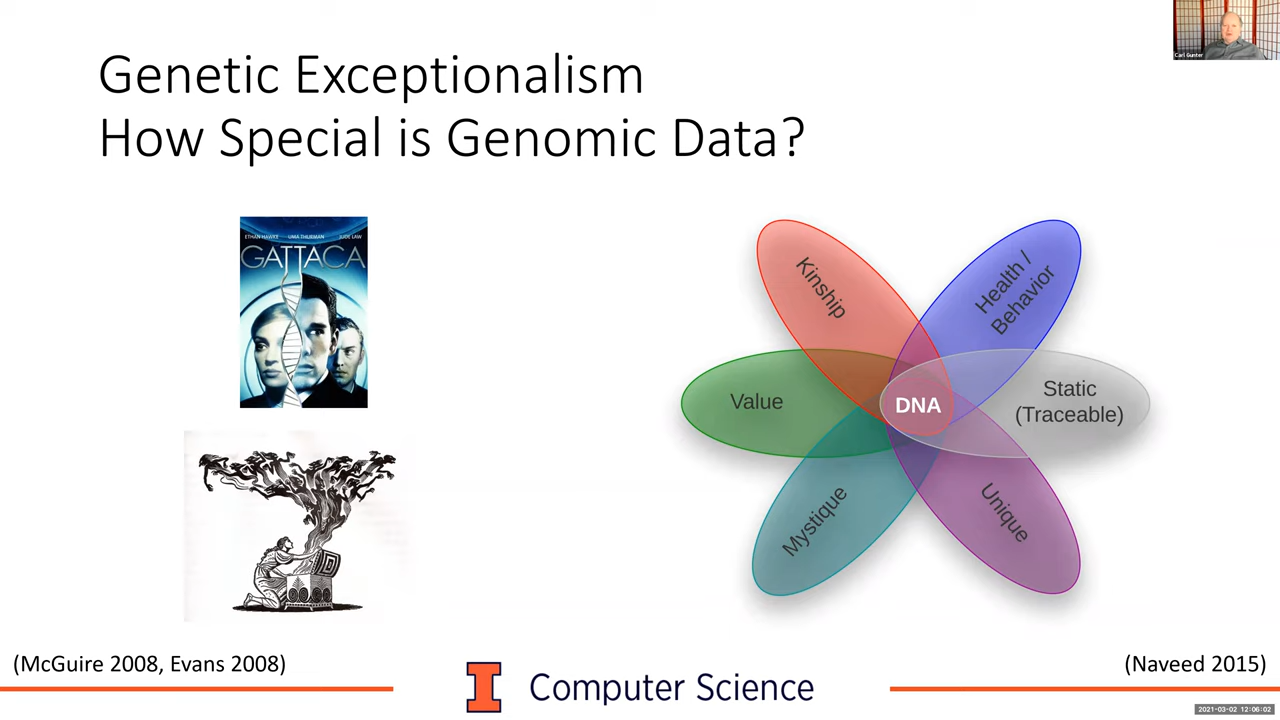 Genetic Exceptionalism
How Special is Genomic Data?
Carl Gunter
ETHAN HAWKE UMA THURMAN JUDE LAW
GATTACA
Kinship
Health /
Behavior
Value
DNA
Static
(Traceable)
Mystique
Unique
(McGuire 2008, Evans 2008)
(Naveed 2015)
I Computer Science
2021-03-02 12:06:02